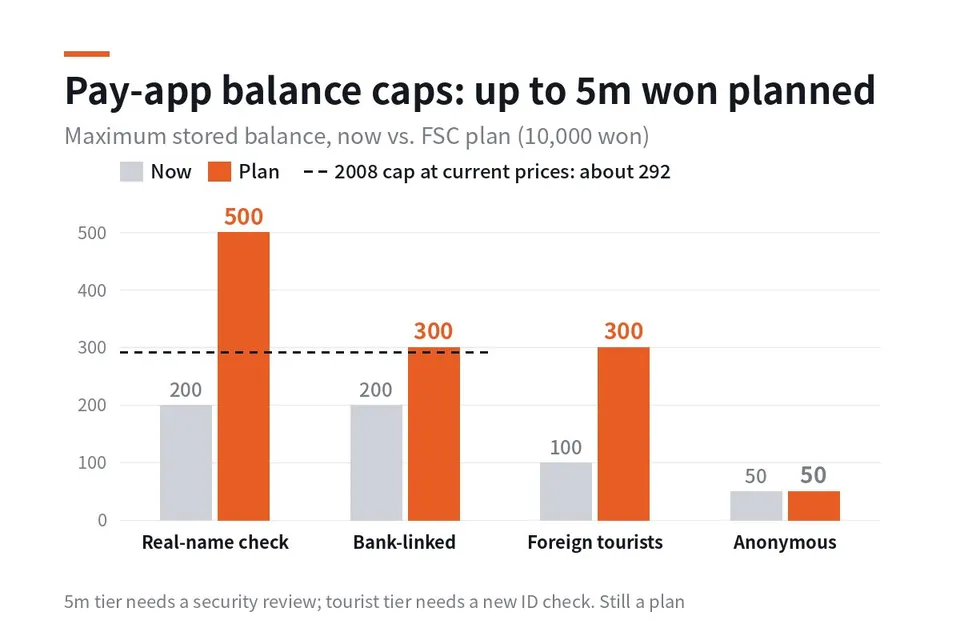 Pay-app balance caps: up to 5m won planned
Maximum stored balance, now vs. FSC plan (10,000 won)
Now Plan 2008 cap at current prices: about 292
500
500
400
300
300
300
200
200
200
100
100
50
50
0
Real-name check Bank-linked Foreign tourists Anonymous
5m tier needs a security review; tourist tier needs a new ID check. Still a plan